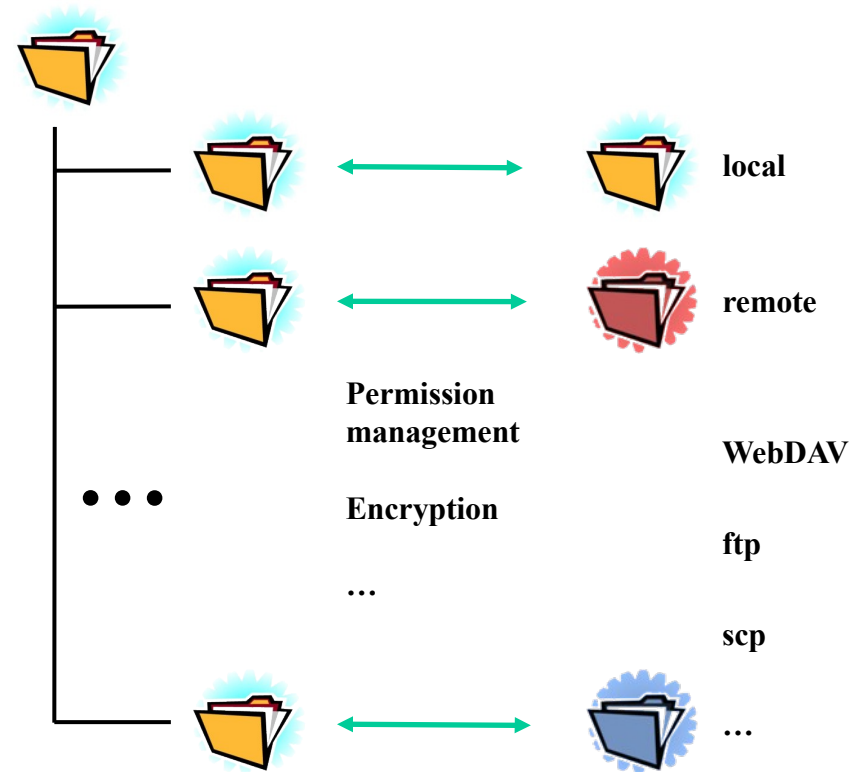 local
remote
Permission
management
WebDAV
Encryption
ftp
…
scp
…